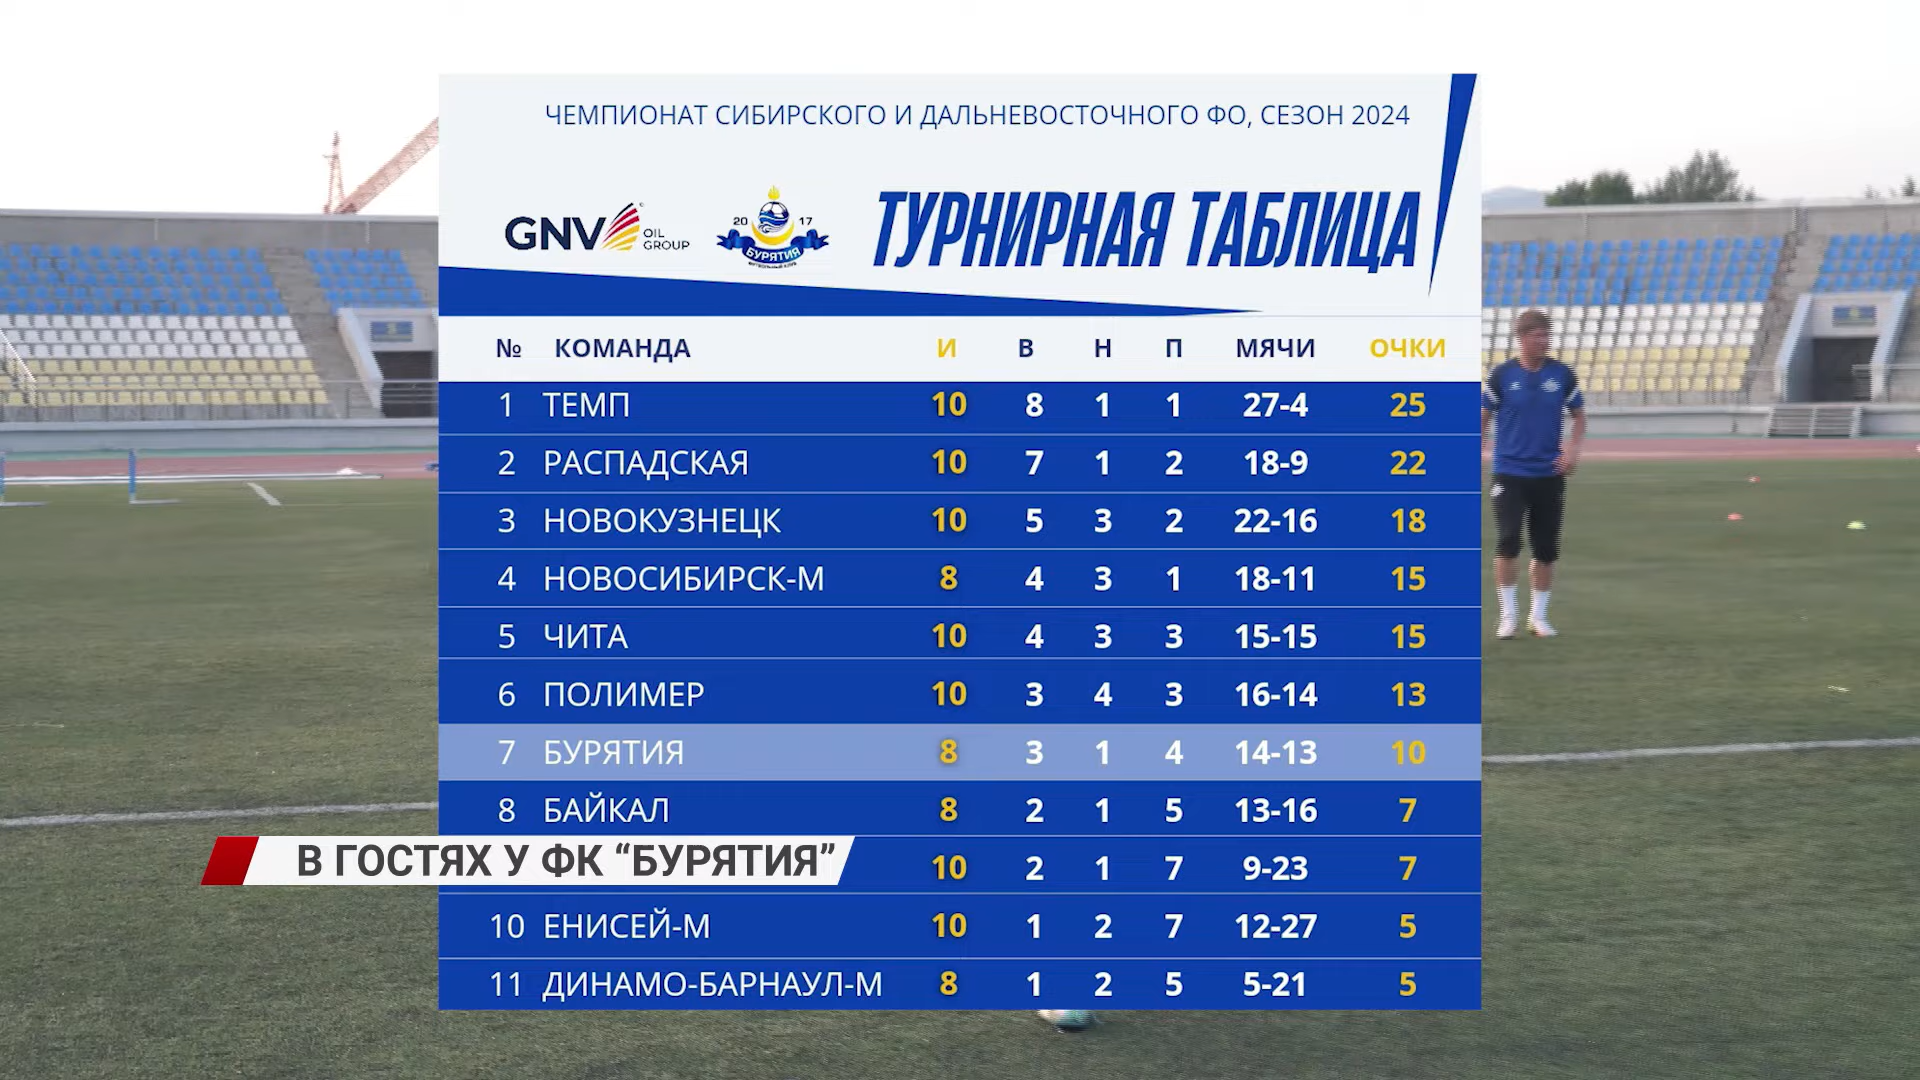 ЧЕМПИОНАТ СИБИРСКОГО И ДАЛЬНЕВОСТОЧНОГО ФО, СЕЗОН 2024
GNV OIL GROUP
20 17
БУРЯТИЯ
ФУТБОЛЬНЫЙ КЛУБ
ТУРНИРНАЯ ТАБЛИЦА
№ КОМАНДА И В Н П МЯЧИ ОЧКИ
1 ТЕМП 10 8 1 1 27-4 25
2 РАСПАДСКАЯ 10 7 1 2 18-9 22
3 НОВОКУЗНЕЦК 10 5 3 2 22-16 18
4 НОВОСИБИРСК-М 8 4 3 1 18-11 15
5 ЧИТА 10 4 3 3 15-15 15
6 ПОЛИМЕР 10 3 4 3 16-14 13
7 БУРЯТИЯ 8 3 1 4 14-13 10
8 БАЙКАЛ 8 2 1 5 13-16 7
В ГОСТЯХ У ФК “БУРЯТИЯ”
10 2 1 7 9-23 7
10 ЕНИСЕЙ-М 10 1 2 7 12-27 5
11 ДИНАМО-БАРНАУЛ-М 8 1 2 5 5-21 5